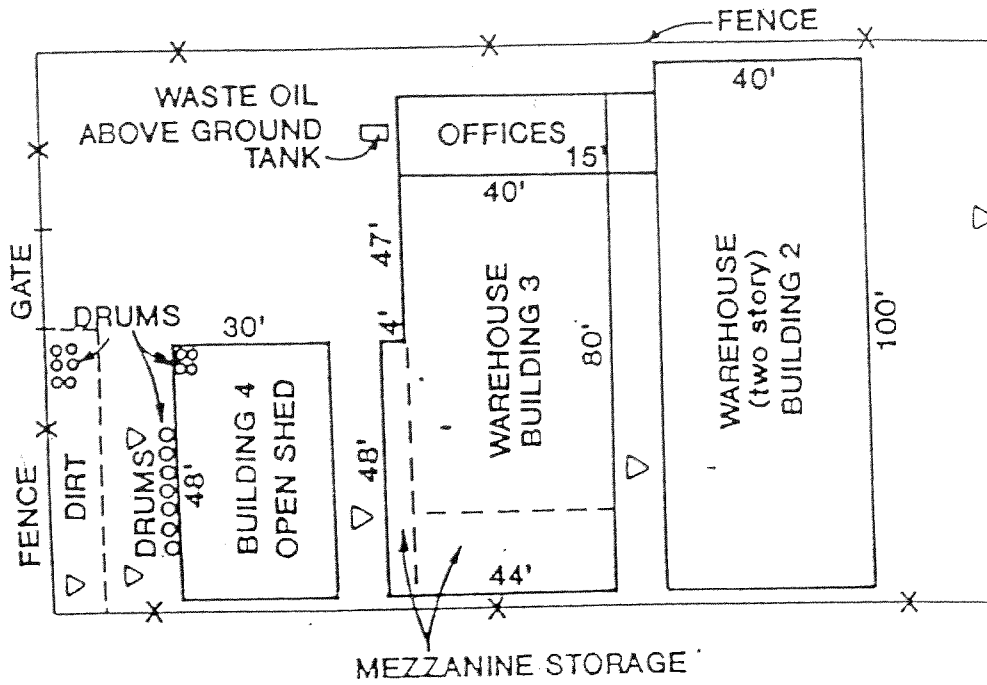 FENCE
40'
WASTE OIL
ABOVE GROUND
TANK
OFFICES
15'
40'
47'
GATE
DRUMS
30'
4'
WAREHOUSE
BUILDING 3
80'
WAREHOUSE
(two story)
BUILDING 2
100'
FENCE
DIRT
DRUMS
48'
BUILDING 4
OPEN SHED
48'
44'
MEZZANINE STORAGE